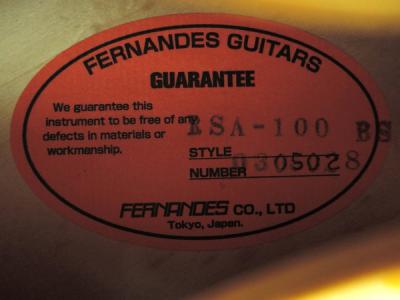 FERNANDES GUITARS
GUARANTEE
We guarantee this
instrument to be free of any
defects in materials or
workmanship.
RSA-100 BS
STYLE
NUMBER 0305028
FERNANDES CO., LTD
Tokyo, Japan.